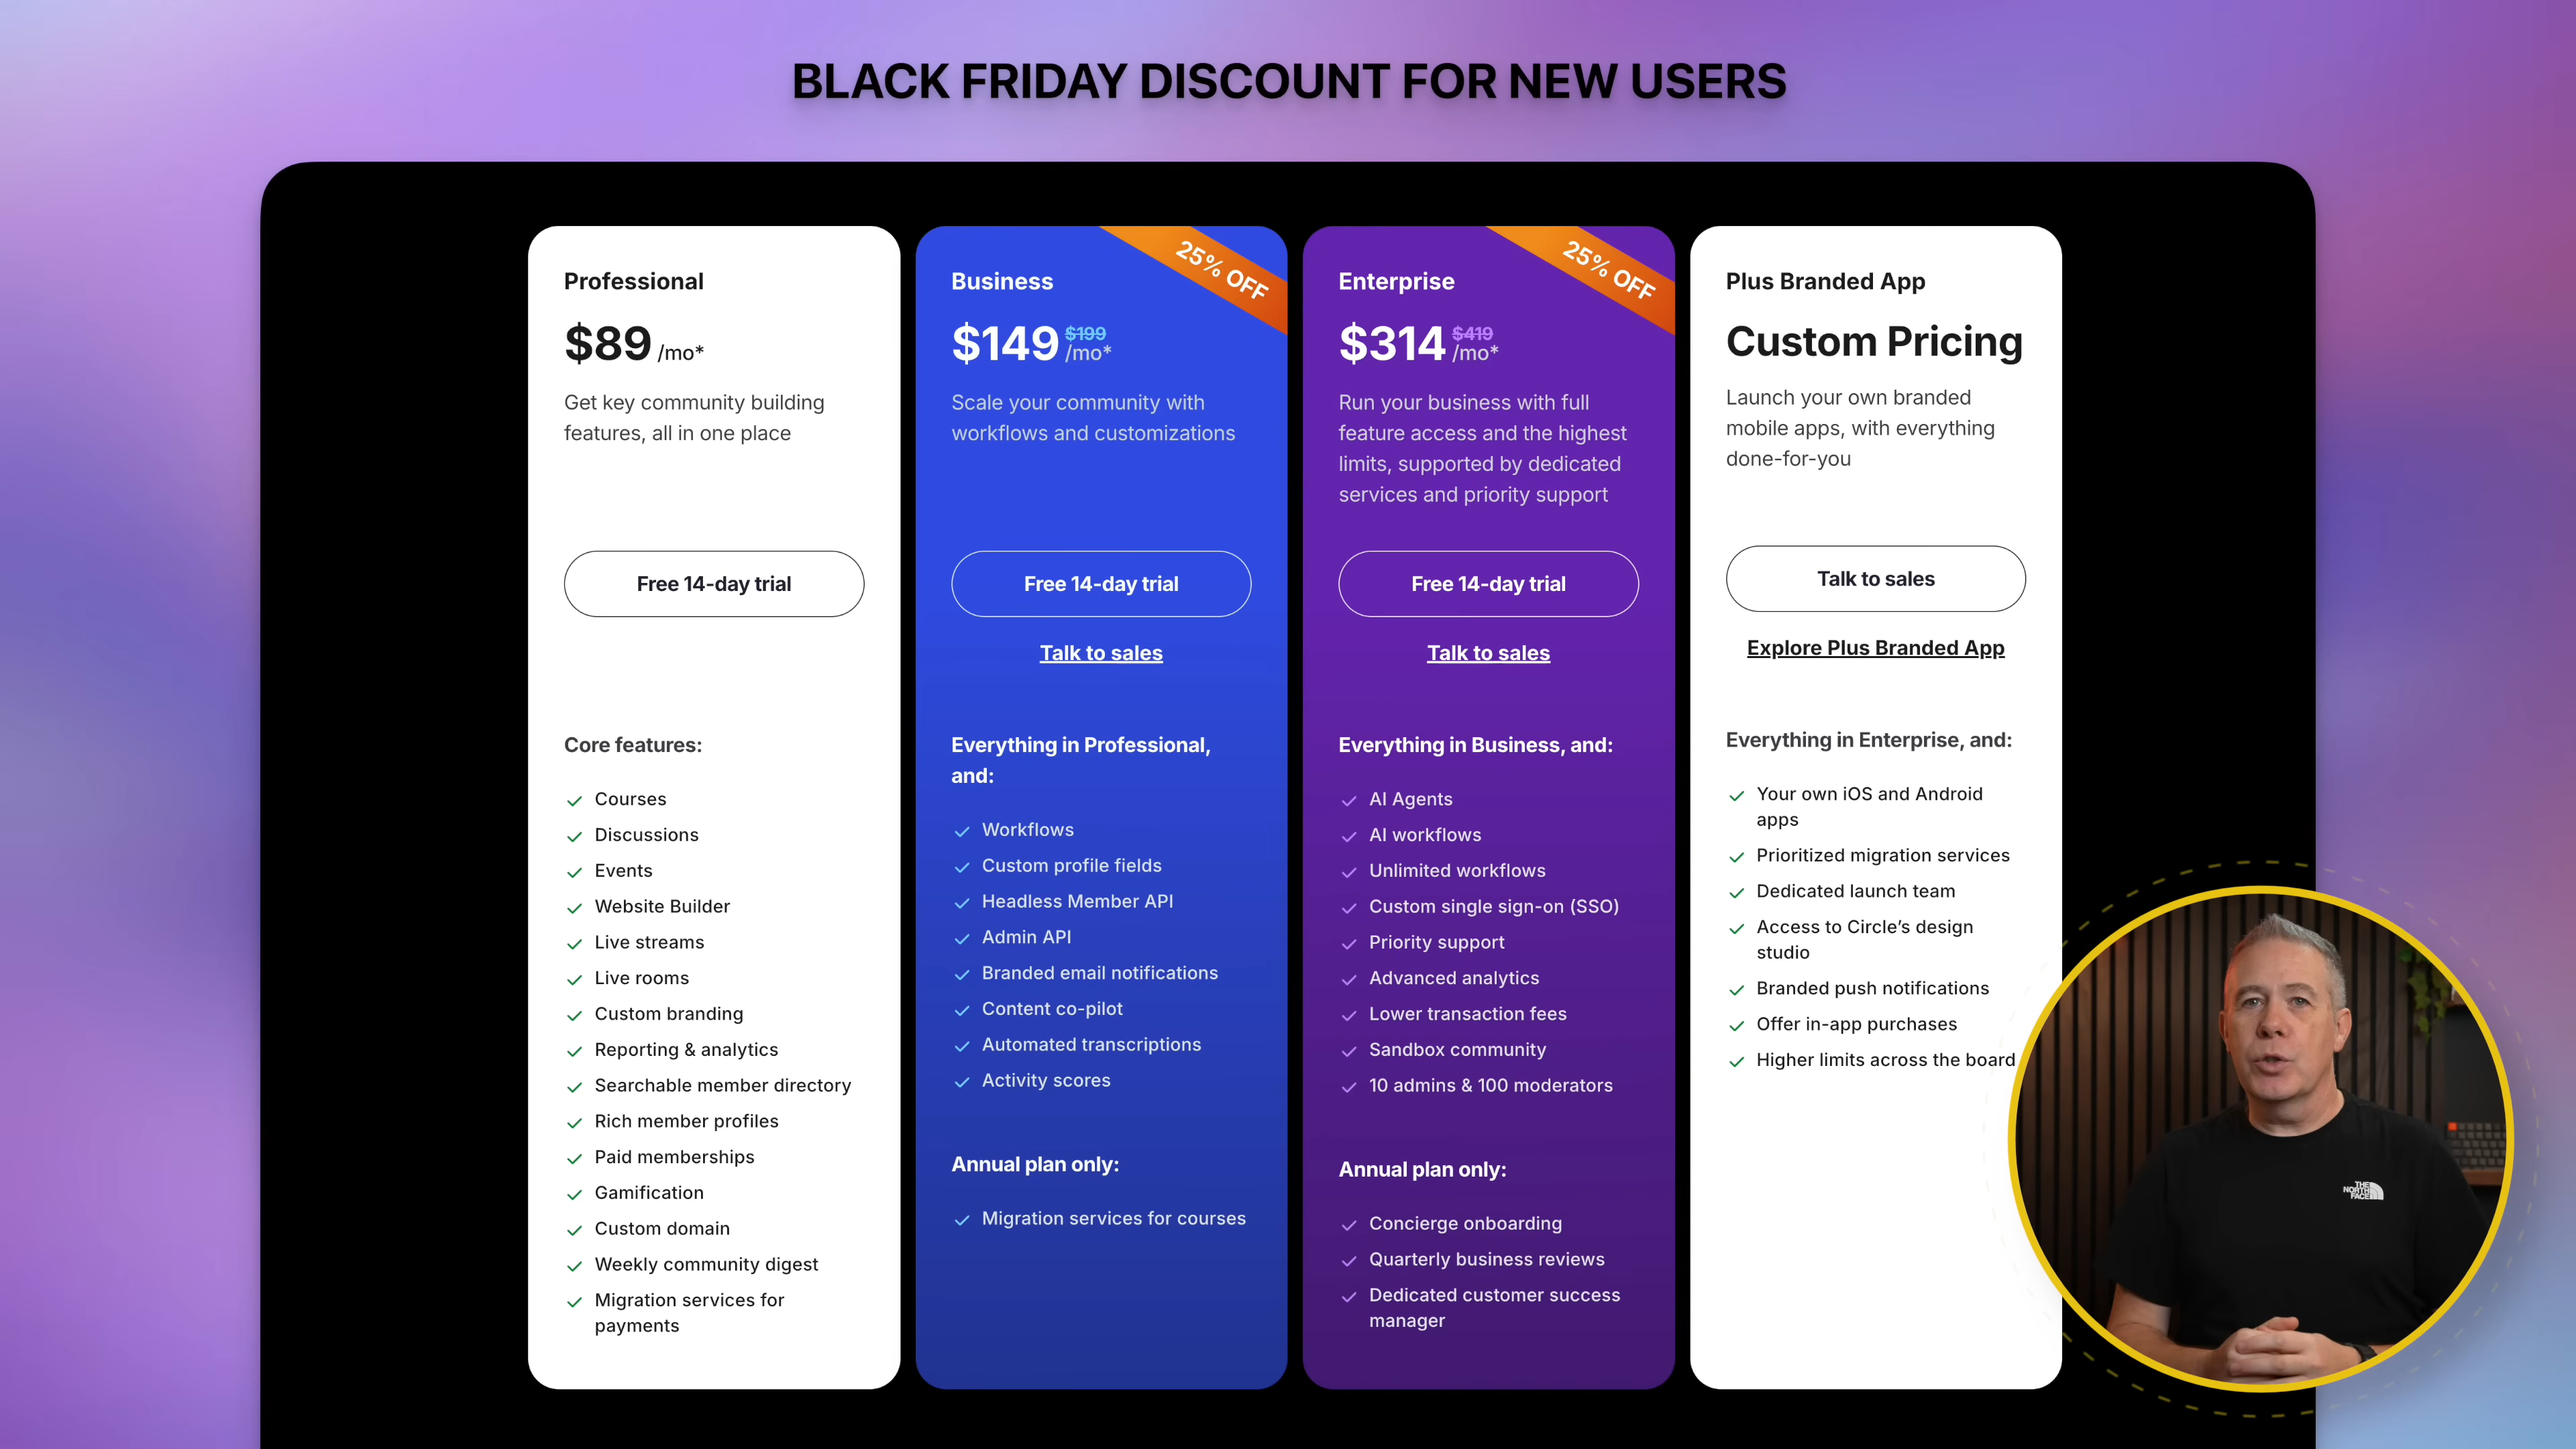 BLACK FRIDAY DISCOUNT FOR NEW USERS
Professional
$89 /mo*
Get key community building
features, all in one place
Free 14-day trial
Core features:
Courses
Discussions
Events
Website Builder
Live streams
Live rooms
Custom branding
Reporting & analytics
Searchable member directory
Rich member profiles
Paid memberships
Gamification
Custom domain
Weekly community digest
Migration services for
payments
25% OFF
Business
$149 $199 /mo*
Scale your community with
workflows and customizations
Free 14-day trial
Talk to sales
Everything in Professional,
and:
Workflows
Custom profile fields
Headless Member API
Admin API
Branded email notifications
Content co-pilot
Automated transcriptions
Activity scores
Annual plan only:
Migration services for courses
25% OFF
Enterprise
$314 $419 /mo*
Run your business with full
feature access and the highest
limits, supported by dedicated
services and priority support
Free 14-day trial
Talk to sales
Everything in Business, and:
AI Agents
AI workflows
Unlimited workflows
Custom single sign-on (SSO)
Priority support
Advanced analytics
Lower transaction fees
Sandbox community
10 admins & 100 moderators
Annual plan only:
Concierge onboarding
Quarterly business reviews
Dedicated customer success
manager
Plus Branded App
Custom Pricing
Launch your own branded
mobile apps, with everything
done-for-you
Talk to sales
Explore Plus Branded App
Everything in Enterprise, and:
Your own iOS and Android
apps
Prioritized migration services
Dedicated launch team
Access to Circle’s design
studio
Branded push notifications
Offer in-app purchases
Higher limits across the board
THE
NORTH
FACE